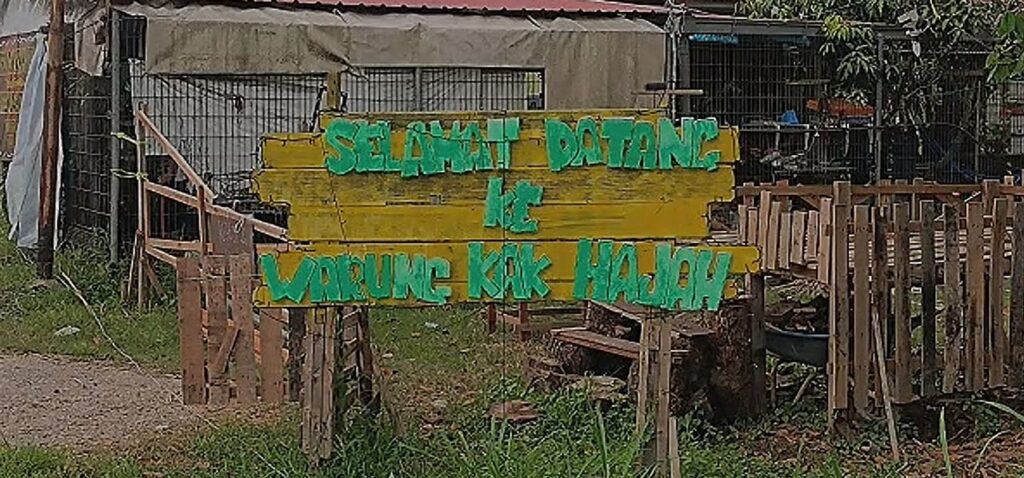 SELAMAT DATANG
KE
WARUNG KAK HAJAH